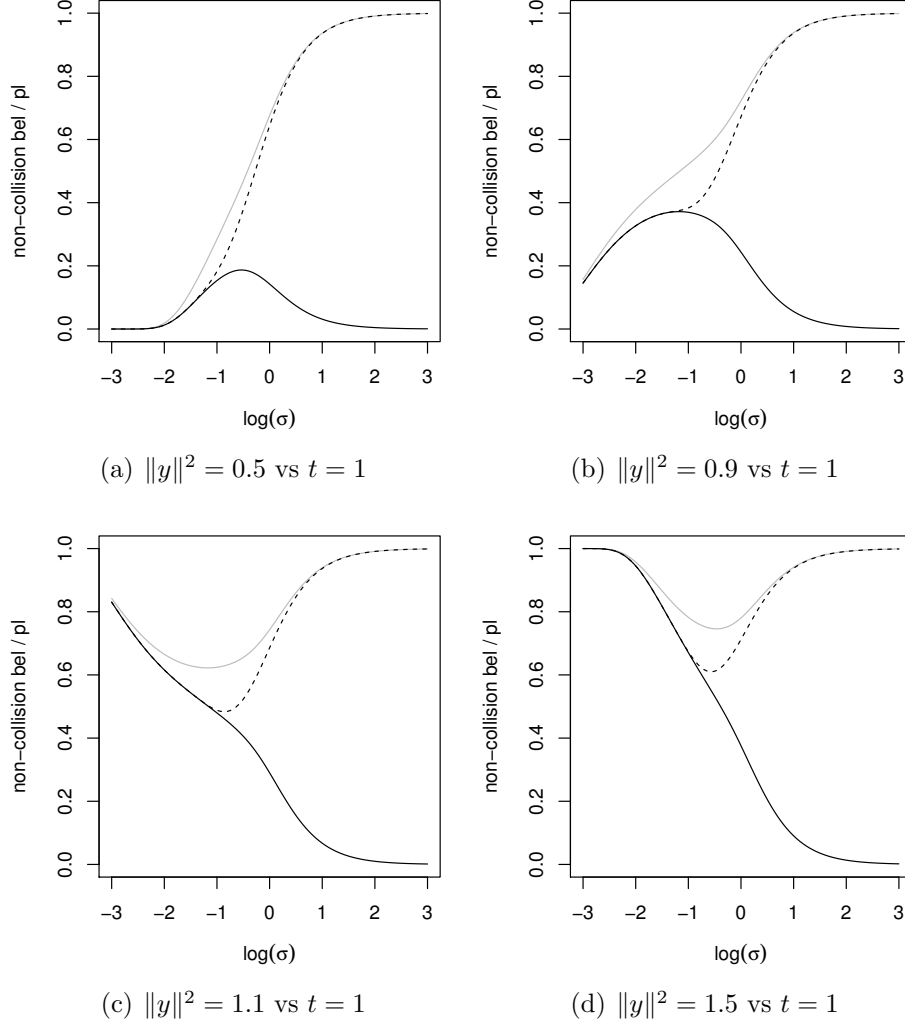 non−collision bel / pl
0.0 0.2 0.4 0.6 0.8 1.0
−3 −2 −1 0 1 2 3
log(σ)
(a) ‖y‖² = 0.5 vs t = 1
non−collision bel / pl
0.0 0.2 0.4 0.6 0.8 1.0
−3 −2 −1 0 1 2 3
log(σ)
(b) ‖y‖² = 0.9 vs t = 1
non−collision bel / pl
0.0 0.2 0.4 0.6 0.8 1.0
−3 −2 −1 0 1 2 3
log(σ)
(c) ‖y‖² = 1.1 vs t = 1
non−collision bel / pl
0.0 0.2 0.4 0.6 0.8 1.0
−3 −2 −1 0 1 2 3
log(σ)
(d) ‖y‖² = 1.5 vs t = 1